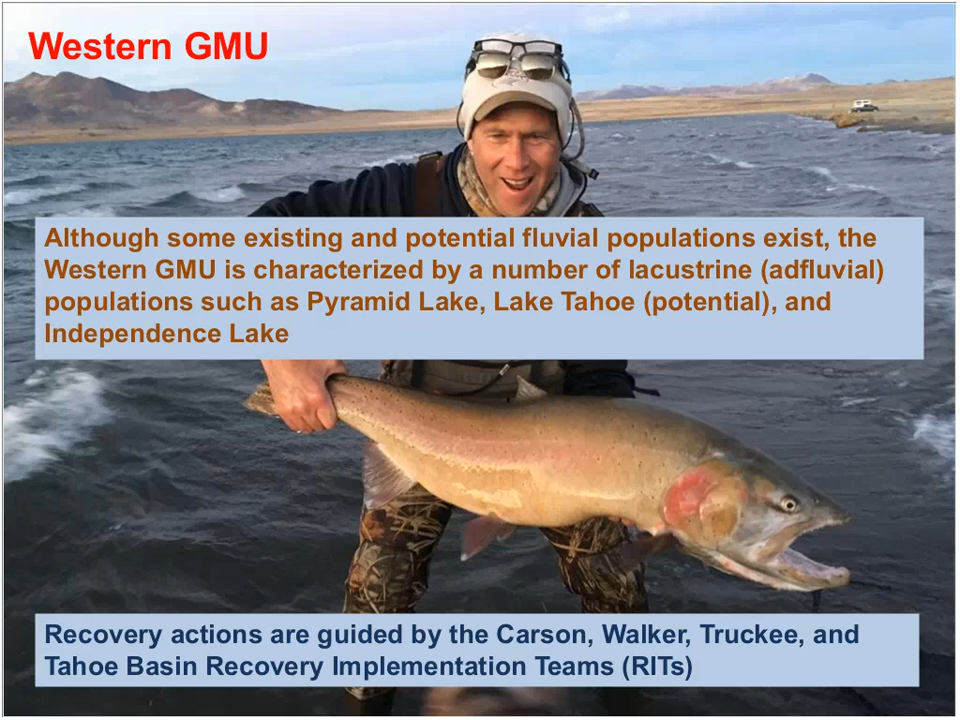 Western GMU
Although some existing and potential fluvial populations exist, the
Western GMU is characterized by a number of lacustrine (adfluvial)
populations such as Pyramid Lake, Lake Tahoe (potential), and
Independence Lake
Recovery actions are guided by the Carson, Walker, Truckee, and
Tahoe Basin Recovery Implementation Teams (RITs)